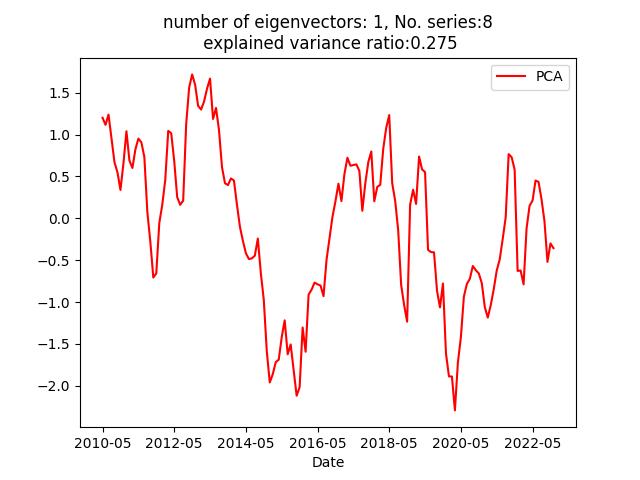 number of eigenvectors: 1, No. series:8
explained variance ratio:0.275
PCA
1.5
1.0
0.5
0.0
−0.5
−1.0
−1.5
−2.0
2010-05 2012-05 2014-05 2016-05 2018-05 2020-05 2022-05
Date